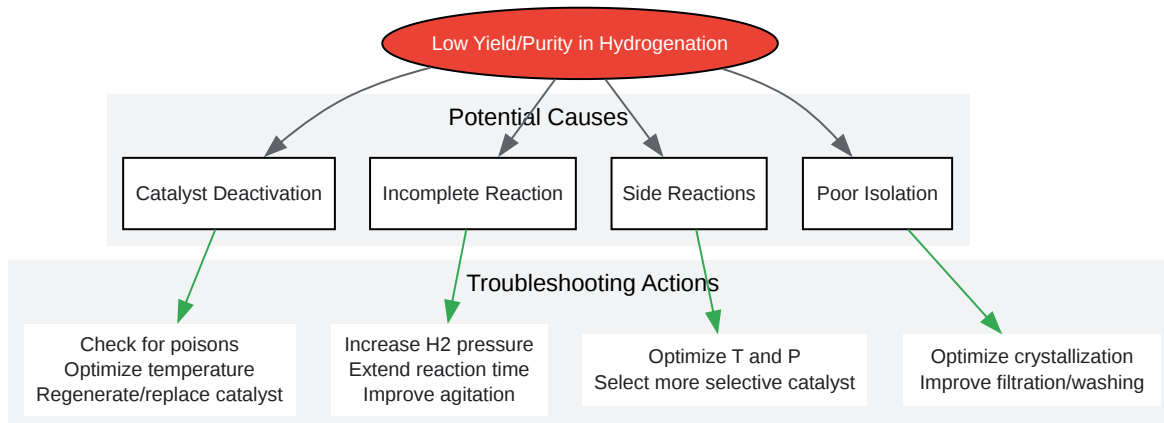 Low Yield/Purity in Hydrogenation
Potential Causes
Catalyst Deactivation
Incomplete Reaction
Side Reactions
Poor Isolation
Troubleshooting Actions
Check for poisons
Optimize temperature
Regenerate/replace catalyst
Increase H2 pressure
Extend reaction time
Improve agitation
Optimize T and P
Select more selective catalyst
Optimize crystallization
Improve filtration/washing